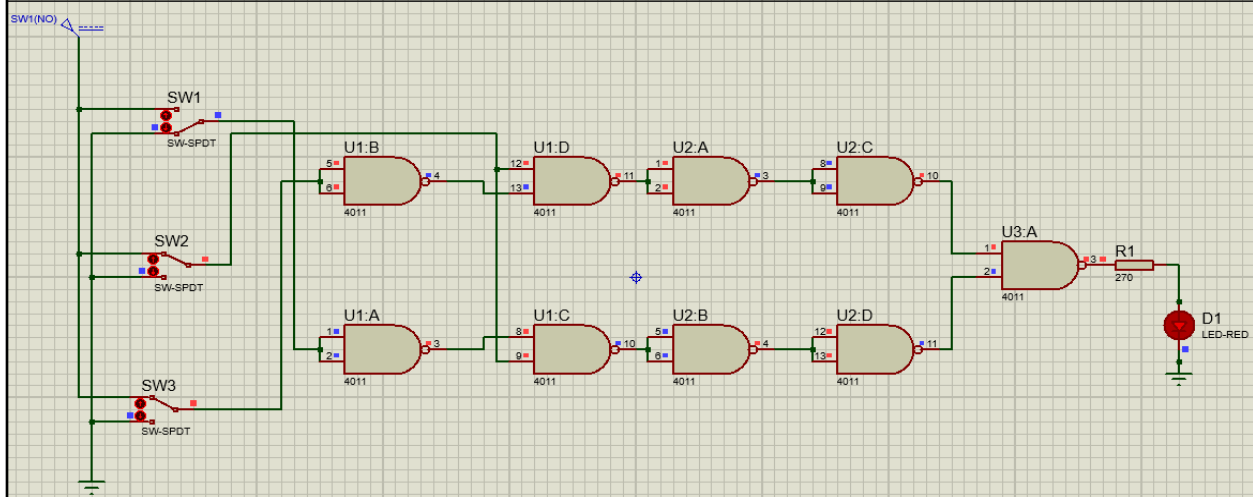 SW1(NO)
SW1
SW-SPDT
U1:B
5
6
4
4011
U1:D
12
13
11
4011
U2:A
1
2
3
4011
U2:C
8
9
10
4011
SW2
SW-SPDT
U3:A
1
2
3
4011
R1
270
D1
LED-RED
U1:A
1
2
3
4011
U1:C
8
9
10
4011
U2:B
5
6
4
4011
U2:D
12
13
11
4011
SW3
SW-SPDT